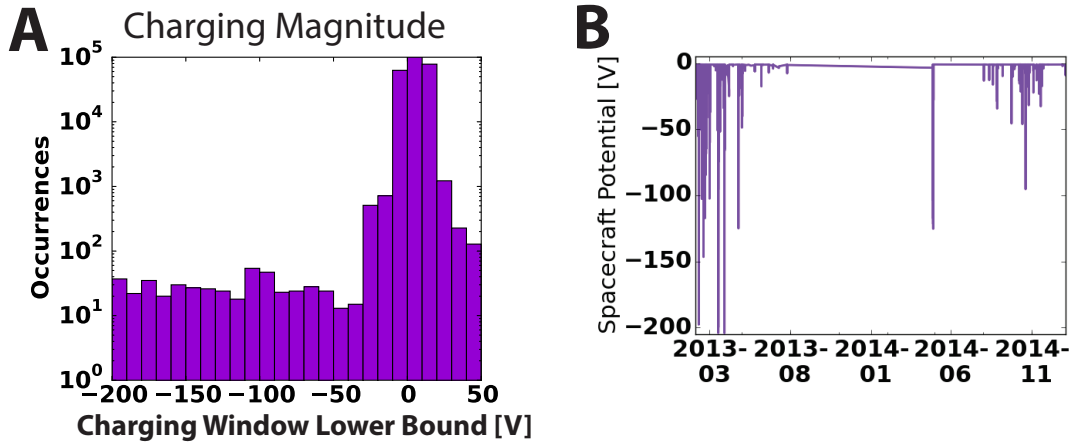 A
Charging Magnitude
Occurrences
10^5
10^4
10^3
10^2
10^1
10^0
−200 −150 −100 −50 0 50
Charging Window Lower Bound [V]
B
Spacecraft Potential [V]
0
−50
−100
−150
−200
2013-03 2013-08 2014-01 2014-06 2014-11